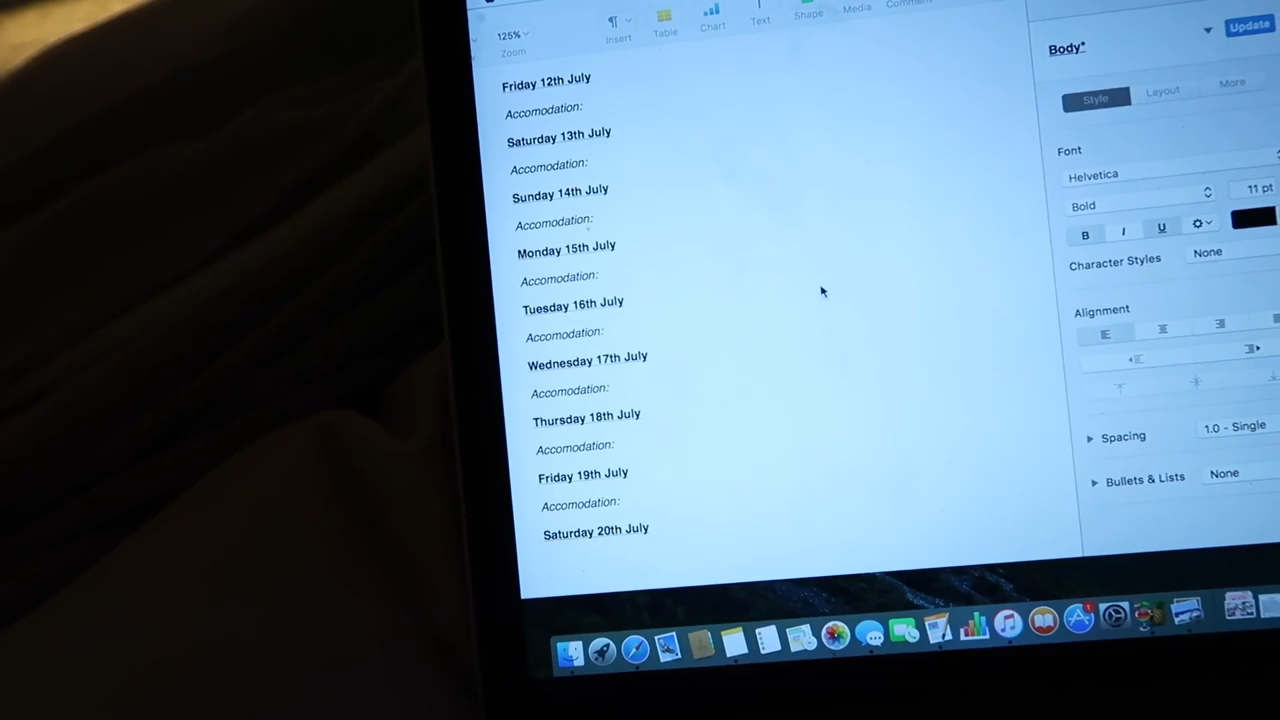 125%
Zoom
Insert
Table
Chart
Text
Shape
Media
Comment
Friday 12th July
Accomodation:
Saturday 13th July
Accomodation:
Sunday 14th July
Accomodation:
Monday 15th July
Accomodation:
Tuesday 16th July
Accomodation:
Wednesday 17th July
Accomodation:
Thursday 18th July
Accomodation:
Friday 19th July
Accomodation:
Saturday 20th July
Body*
Update
Style
Layout
More
Font
Helvetica
Bold
11 pt
B
I
U
Character Styles
None
Alignment
Spacing
1.0 - Single
Bullets & Lists
None
1